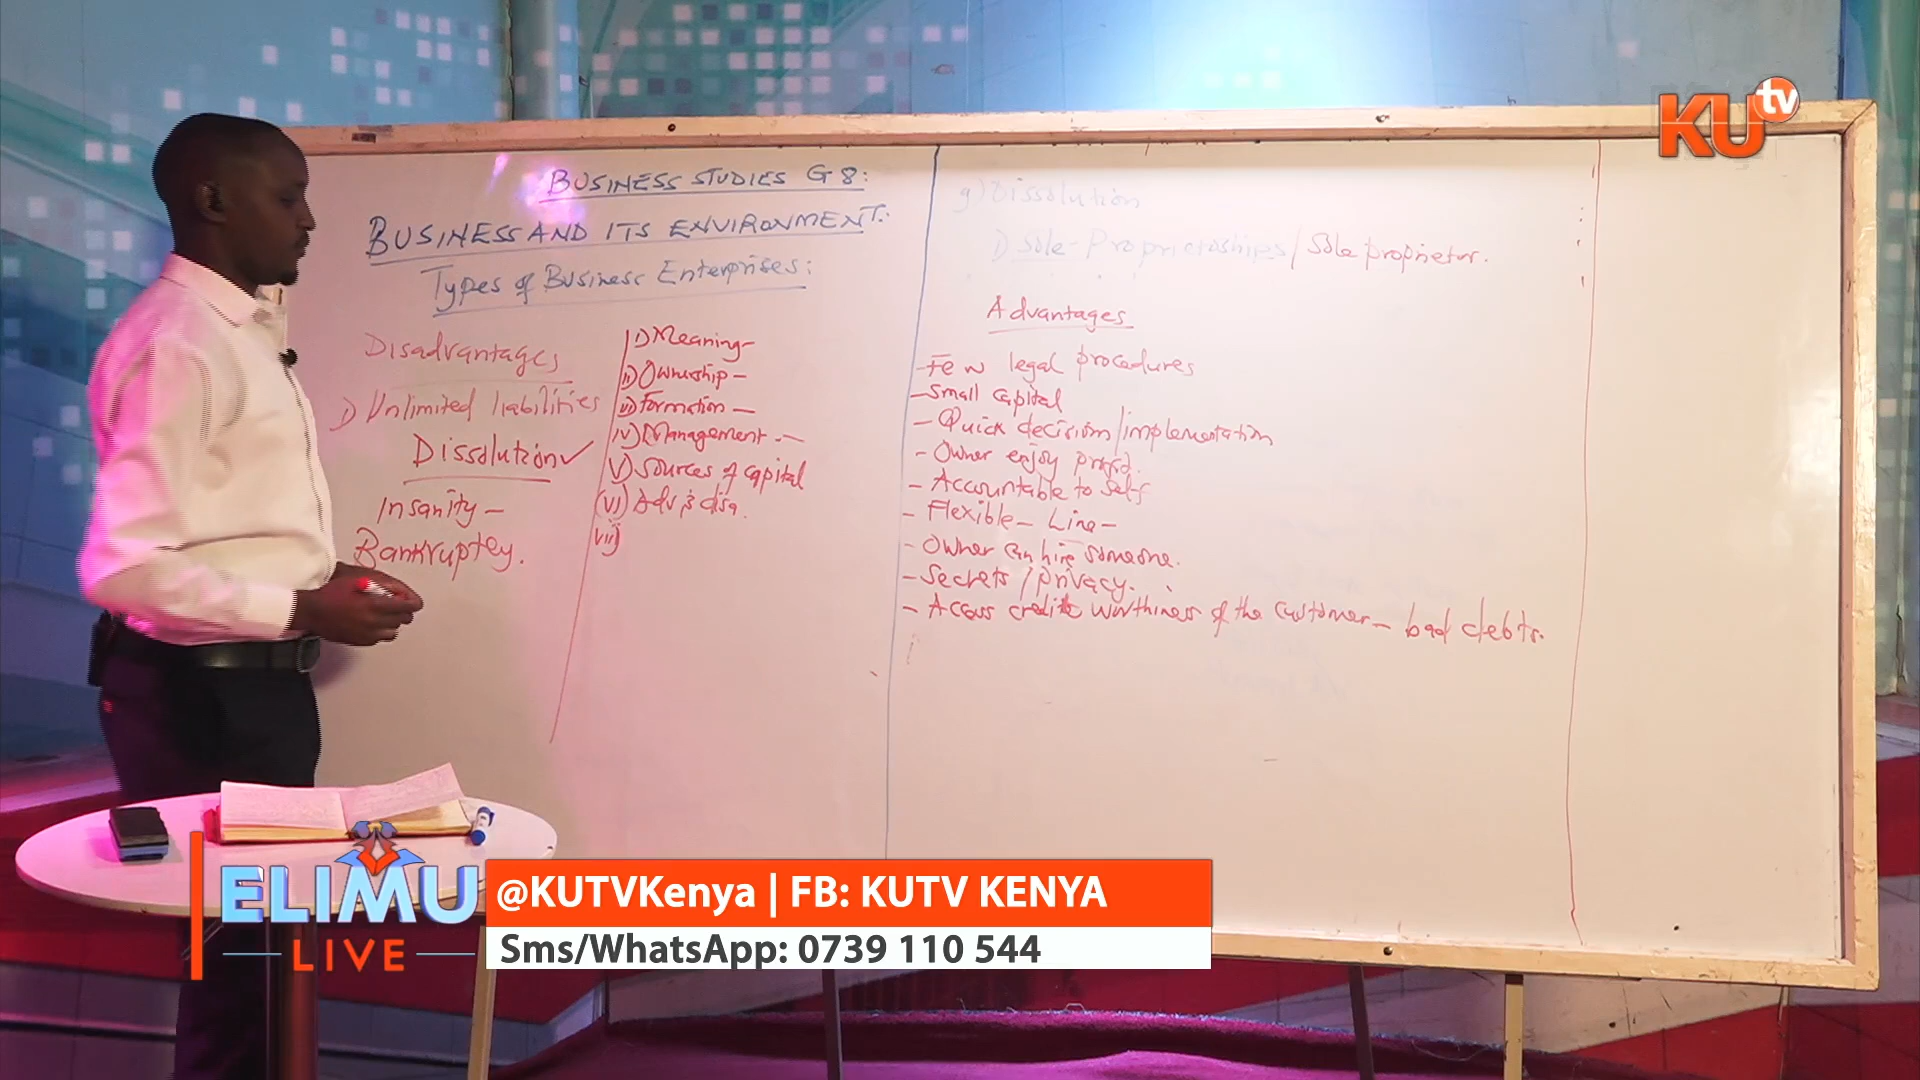 KU tv
BUSINESS STUDIES G 8:
BUSINESS AND ITS ENVIRONMENT:
Types of Business Enterprises:
Disadvantages
i) Unlimited liabilities
Dissolution✓
Insanity -
Bankruptcy.
i) Meaning-
ii) Ownership -
iii) Formation -
iv) Management. -
v) Sources of capital
(vi) Adv & disa.
vii)
g) Dissolution
Sole - Proprietoships / Sole proprietor.
Advantages
- Few legal procedures
- Small capital
- Quick decision/implementation
- Owner enjoy
- Accountable to self
- Flexible - Line -
- Owner can hire someone.
- Secrets / privacy.
- Access credit worthiness of the customer - bad debts.
ELIMU
LIVE
@KUTVKenya | FB: KUTV KENYA
Sms/WhatsApp: 0739 110 544